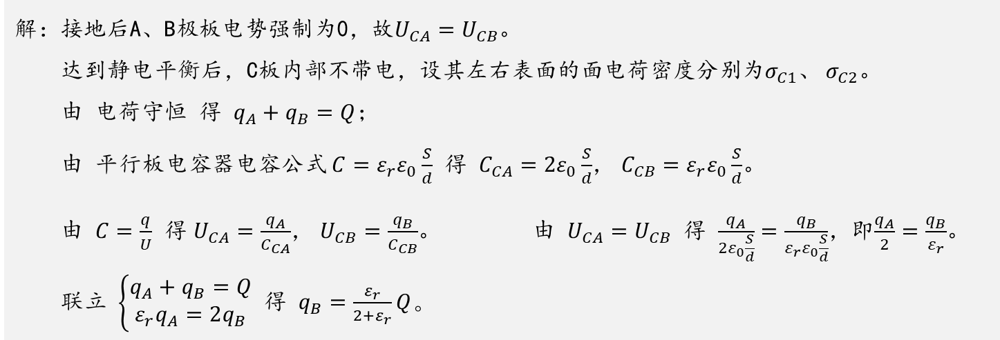 解：接地后A、B极板电势强制为0，故$U_{CA} = U_{CB}$。
达到静电平衡后，C板内部不带电，设其左右表面的面电荷密度分别为$\sigma_{C1}$、$\sigma_{C2}$。
由 电荷守恒 得 $q_A + q_B = Q$；
由 平行板电容器电容公式$C = \varepsilon_r \varepsilon_0 \frac{S}{d}$ 得 $C_{CA} = 2\varepsilon_0 \frac{S}{d}$，$C_{CB} = \varepsilon_r \varepsilon_0 \frac{S}{d}$。
由 $C = \frac{q}{U}$ 得 $U_{CA} = \frac{q_A}{C_{CA}}$，$U_{CB} = \frac{q_B}{C_{CB}}$。 由 $U_{CA} = U_{CB}$ 得 $\frac{q_A}{2\varepsilon_0 \frac{S}{d}} = \frac{q_B}{\varepsilon_r \varepsilon_0 \frac{S}{d}}$，即$\frac{q_A}{2} = \frac{q_B}{\varepsilon_r}$。
联立 $\begin{cases} q_A + q_B = Q \\ \varepsilon_r q_A = 2q_B \end{cases}$ 得 $q_B = \frac{\varepsilon_r}{2+\varepsilon_r} Q$。